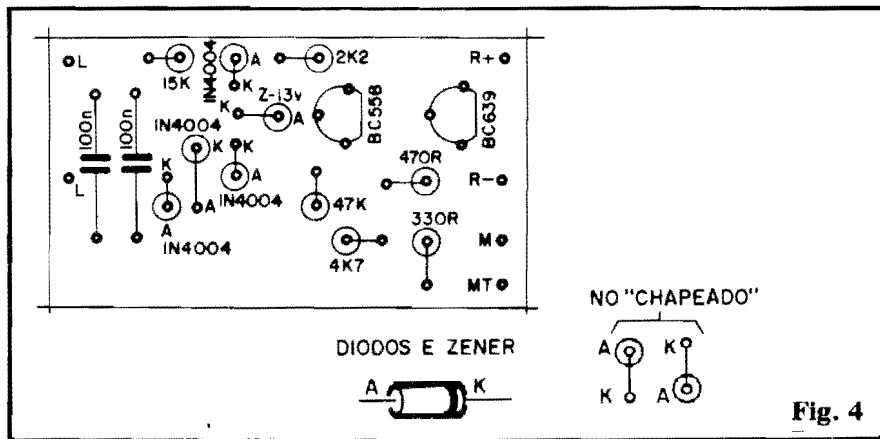 L
15K
1N4004
A
K
2K2
R+
100n
100n
K
Z-13v
A
BC558
BC639
1N4004
K
K
470R
R-
L
K
A
A
A
1N4004
47K
1N4004
330R
M
4K7
MT
NO "CHAPEADO"
DIODOS E ZENER
A
K
A
K
K
A
Fig. 4